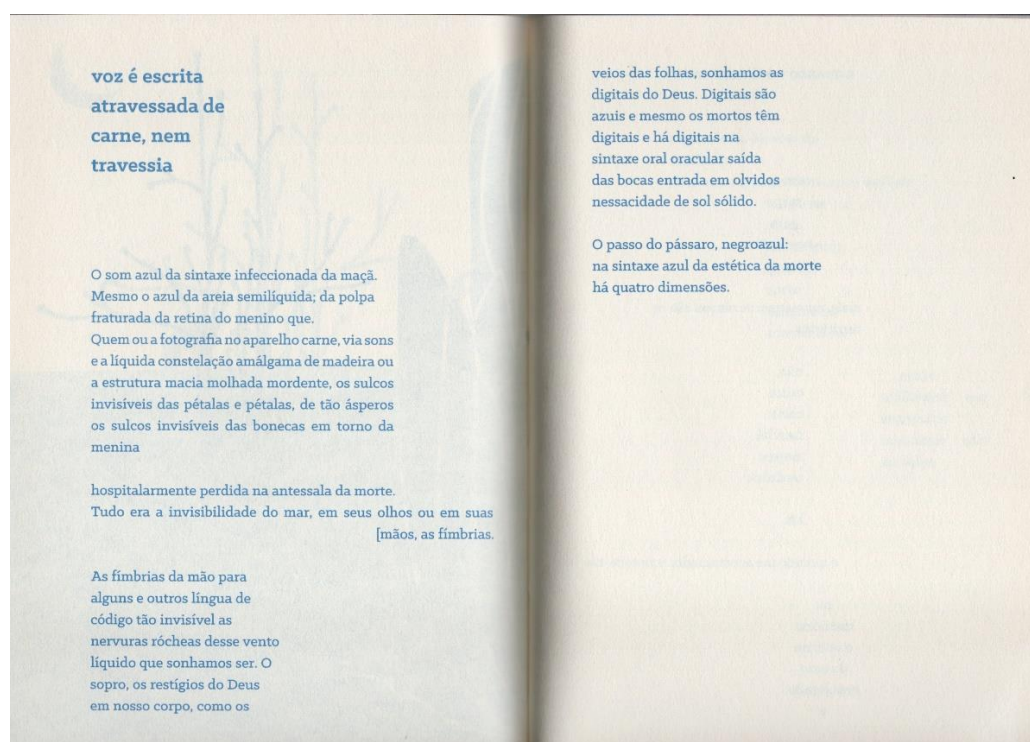 voz é escrita
atravessada de
carne, nem
travessia
O som azul da sintaxe infeccionada da maçã.
Mesmo o azul da areia semilíquida; da polpa
fraturada da retina do menino que.
Quem ou a fotografia no aparelho carne, via sons
e a líquida constelação amálgama de madeira ou
a estrutura macia molhada mordente, os sulcos
invisíveis das pétalas e pétalas, de tão ásperos
os sulcos invisíveis das bonecas em torno da
menina
hospitalarmente perdida na antessala da morte.
Tudo era a invisibilidade do mar, em seus olhos ou em suas
[mãos, as fímbrias.
As fímbrias da mão para
alguns e outros língua de
código tão invisível as
nervuras rócheas desse vento
líquido que sonhamos ser. O
sopro, os restígios do Deus
em nosso corpo, como os
veios das folhas, sonhamos as
digitais do Deus. Digitais são
azuis e mesmo os mortos têm
digitais e há digitais na
sintaxe oral oracular saída
das bocas entrada em olvidos
nessacidade de sol sólido.
O passo do pássaro, negroazul:
na sintaxe azul da estética da morte
há quatro dimensões.